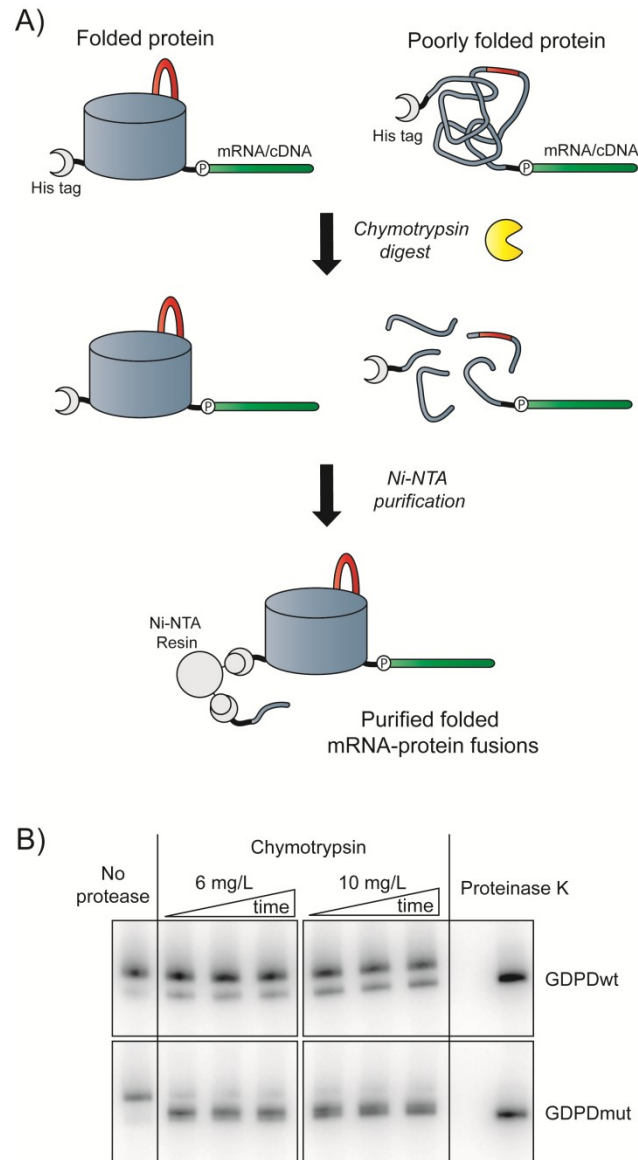 A)
Folded protein
Poorly folded protein
His tag
mRNA/cDNA
P
His tag
mRNA/cDNA
P
Chymotrypsin
digest
P
P
Ni-NTA
purification
Ni-NTA
Resin
P
Purified folded
mRNA-protein fusions
B)
No
protease
Chymotrypsin
6 mg/L
time
10 mg/L
time
Proteinase K
GDPDwt
GDPDmut